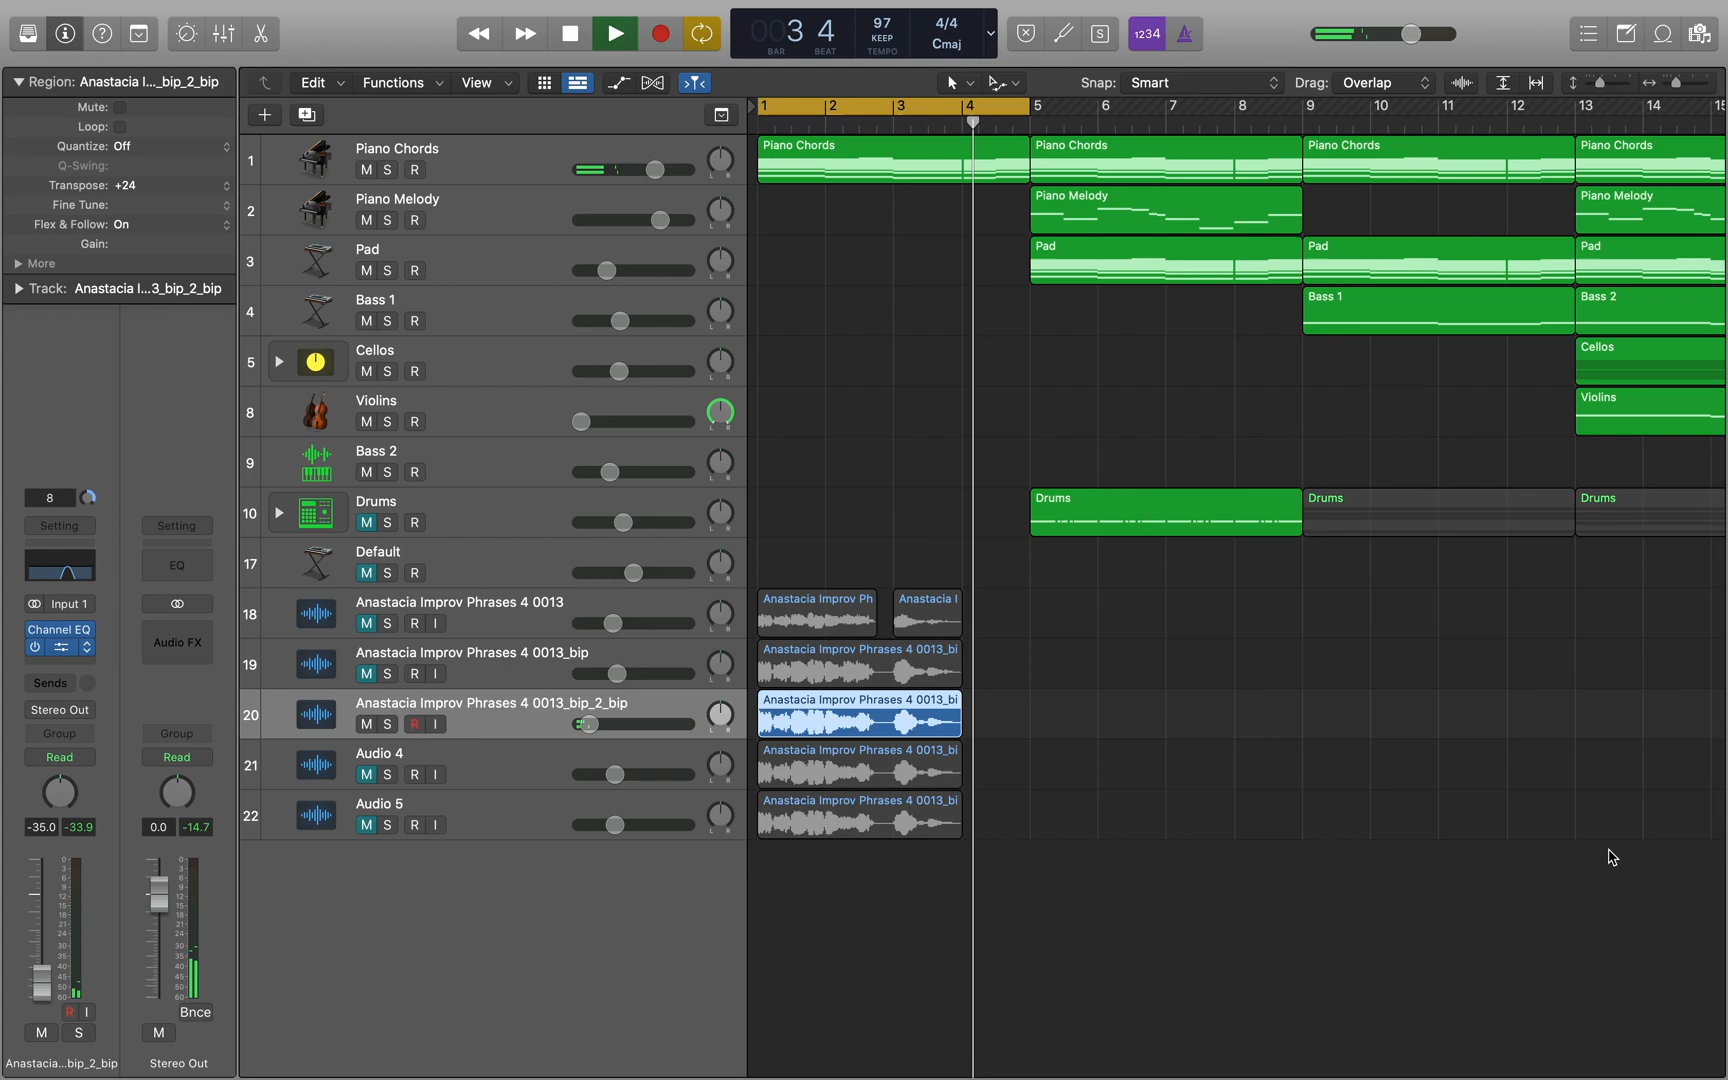 1234
003 4
BAR BEAT
97
KEEP
TEMPO
4/4
Cmaj
S
Region: Anastacia I..._bip_2_bip
Mute:
Loop:
Quantize: Off
Q-Swing:
Transpose: +24
Fine Tune:
Flex & Follow: On
Gain:
More
Track: Anastacia I...3_bip_2_bip
Edit Functions View
Snap: Smart
Drag: Overlap
1 2 3 4 5 6 7 8 9 10 11 12 13 14 15
1 Piano Chords
M S R
Piano Chords Piano Chords Piano Chords Piano Chords
2 Piano Melody
M S R
Piano Melody Piano Melody
3 Pad
M S R
Pad Pad Pad
4 Bass 1
M S R
Bass 1 Bass 2
5 Cellos
M S R
Cellos
8 Violins
M S R
Violins
9 Bass 2
M S R
10 Drums
M S R
Drums Drums Drums
17 Default
M S R
18 Anastacia Improv Phrases 4 0013
M S R I
Anastacia Improv Ph Anastacia I
19 Anastacia Improv Phrases 4 0013_bip
M S R I
Anastacia Improv Phrases 4 0013_bi
20 Anastacia Improv Phrases 4 0013_bip_2_bip
M S R I
Anastacia Improv Phrases 4 0013_bi
21 Audio 4
M S R I
Anastacia Improv Phrases 4 0013_bi
22 Audio 5
M S R I
Anastacia Improv Phrases 4 0013_bi
8
Setting Setting
EQ
Input 1
Channel EQ
Audio FX
Sends
Stereo Out
Group Group
Read Read
-35.0 -33.9 0.0 -14.7
R I Bnce
M S M
Anastacia...bip_2_bip Stereo Out